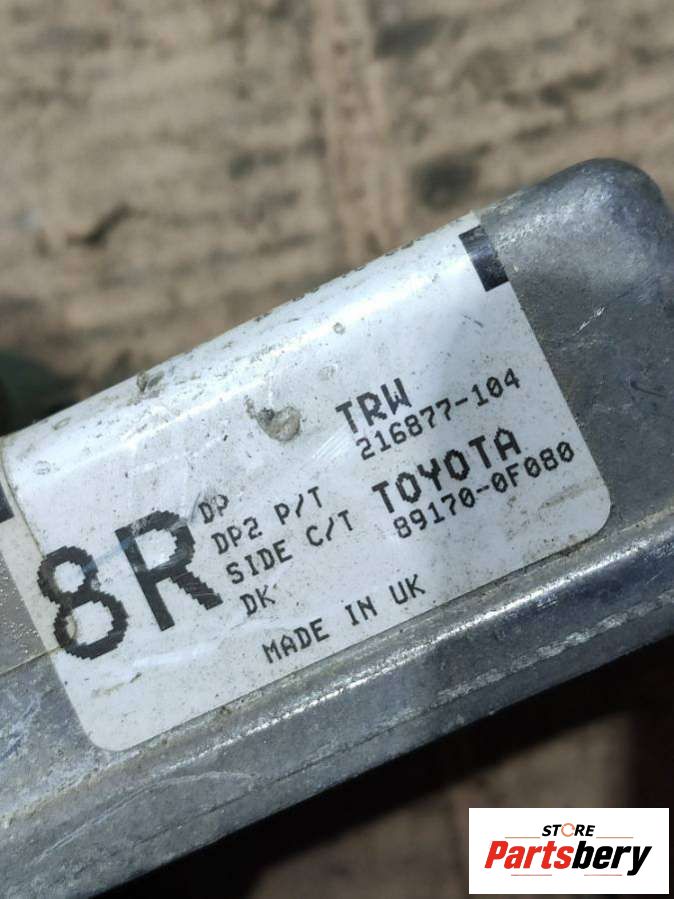 8R
DP
DP2 P/T
SIDE C/T
DK
MADE IN UK
TRW
216877-104
TOYOTA
89170-0F080
STORE
Partsbery